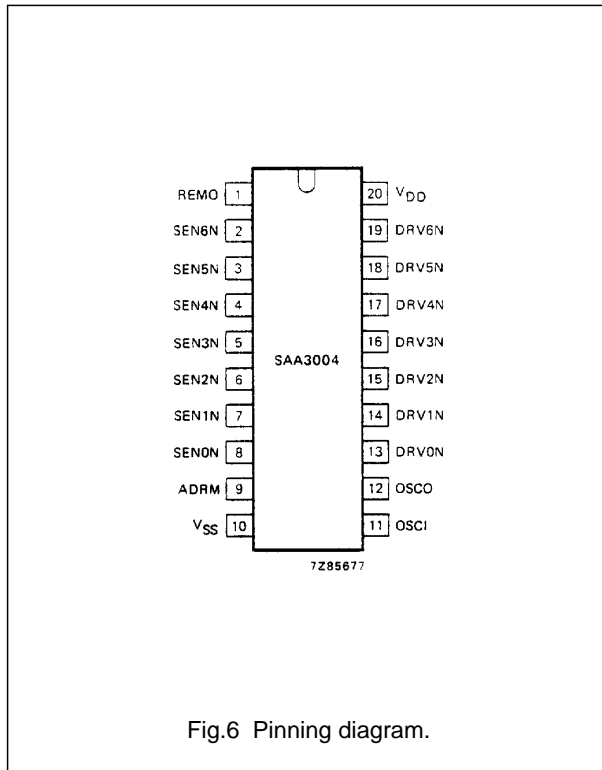 REMO 1 20 VDD
SEN6N 2 19 DRV6N
SEN5N 3 18 DRV5N
SEN4N 4 17 DRV4N
SEN3N 5 16 DRV3N
SAA3004
SEN2N 6 15 DRV2N
SEN1N 7 14 DRV1N
SEN0N 8 13 DRV0N
ADRM 9 12 OSCO
VSS 10 11 OSCI
7Z85677
Fig.6 Pinning diagram.